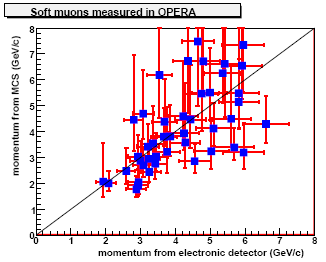 Soft muons measured in OPERA
momentum from MCS (GeV/c)
8
7
6
5
4
3
2
1
0
0 1 2 3 4 5 6 7 8
momentum from electronic detector (GeV/c)